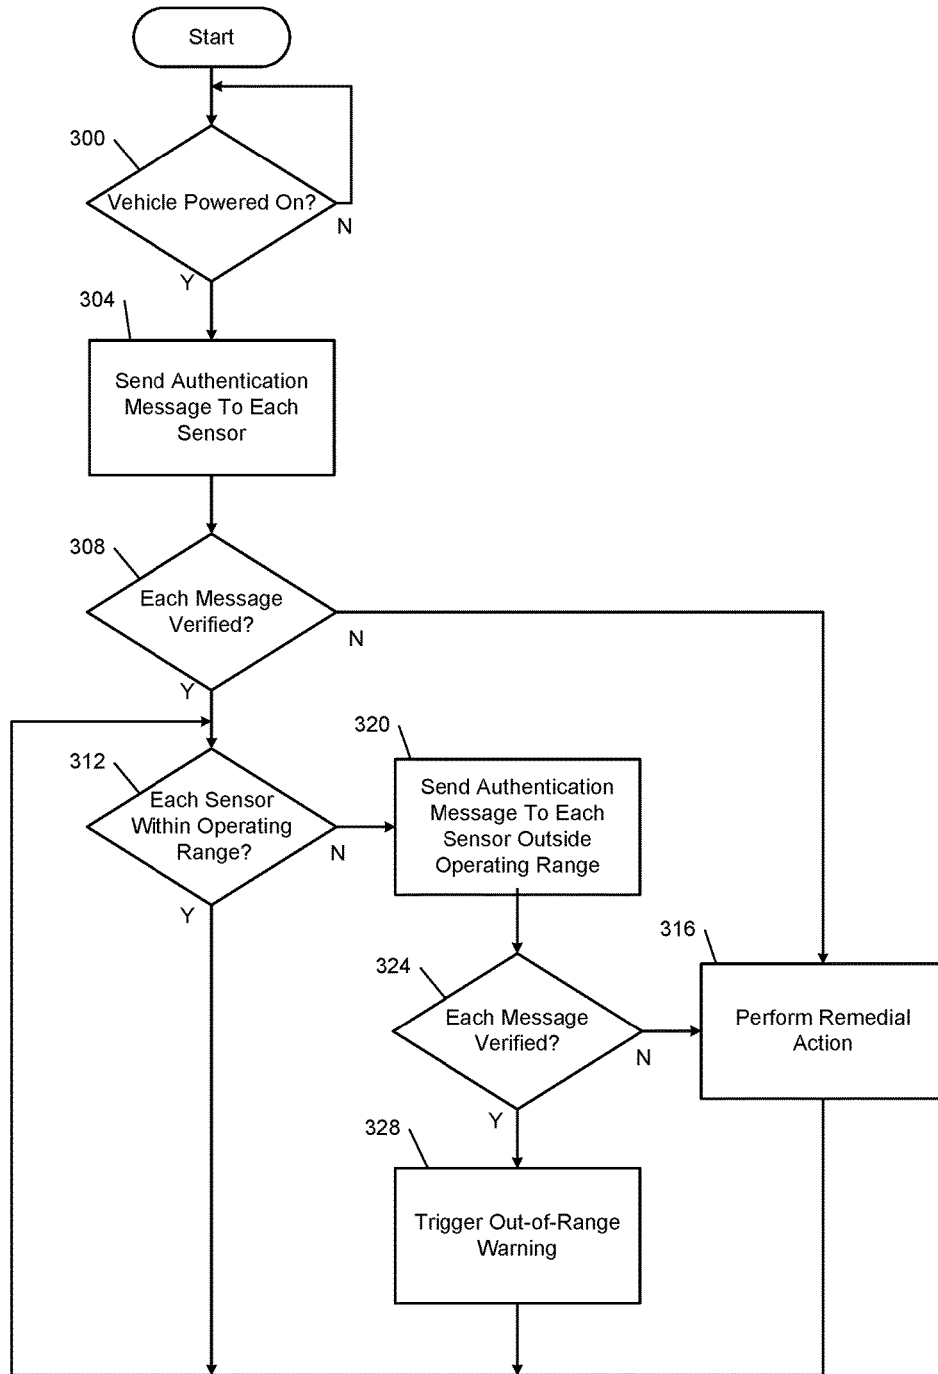 Start
300
Vehicle Powered On?
N
Y
304
Send Authentication
Message To Each
Sensor
308
Each Message
Verified?
N
Y
312
Each Sensor
Within Operating
Range?
N
Y
320
Send Authentication
Message To Each
Sensor Outside
Operating Range
324
Each Message
Verified?
N
Y
316
Perform Remedial
Action
328
Trigger Out-of-Range
Warning